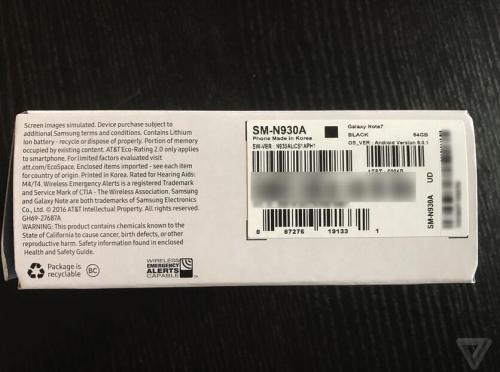 Screen images simulated. Device purchase subject to
additional Samsung terms and conditions. Contains Lithium
Ion battery - recycle or dispose of properly. Portion of memory
occupied by existing content. AT&T Eco-Rating 2.0 only applies
to smartphone. For limited factors evaluated visit
att.com/EcoSpace. Enclosed items imported - see each item
for country of origin. Printed in Korea. Rated for Hearing Aids:
M4/T4. Wireless Emergency Alerts is a registered Trademark
and Service Mark of CTIA - The Wireless Association. Samsung
and Galaxy Note are both trademarks of Samsung Electronics
Co., Ltd. © 2016 AT&T Intellectual Property. All rights reserved.
GH69-27687A
WARNING: This product contains chemicals known to the
State of California to cause cancer, birth defects, or other
reproductive harm. Safety information found in enclosed
Health and Safety Guide.
Package is
recyclable
BC
WIRELESS
EMERGENCY
ALERTS
CAPABLE
SM-N930A
Phone Made in Korea
Galaxy Note7
BLACK 64GB
SW-VER : N930AUCS1APH1
OS_VER : Android Version 6.0.1
UD
SM-N930A
0 87276 19133 1